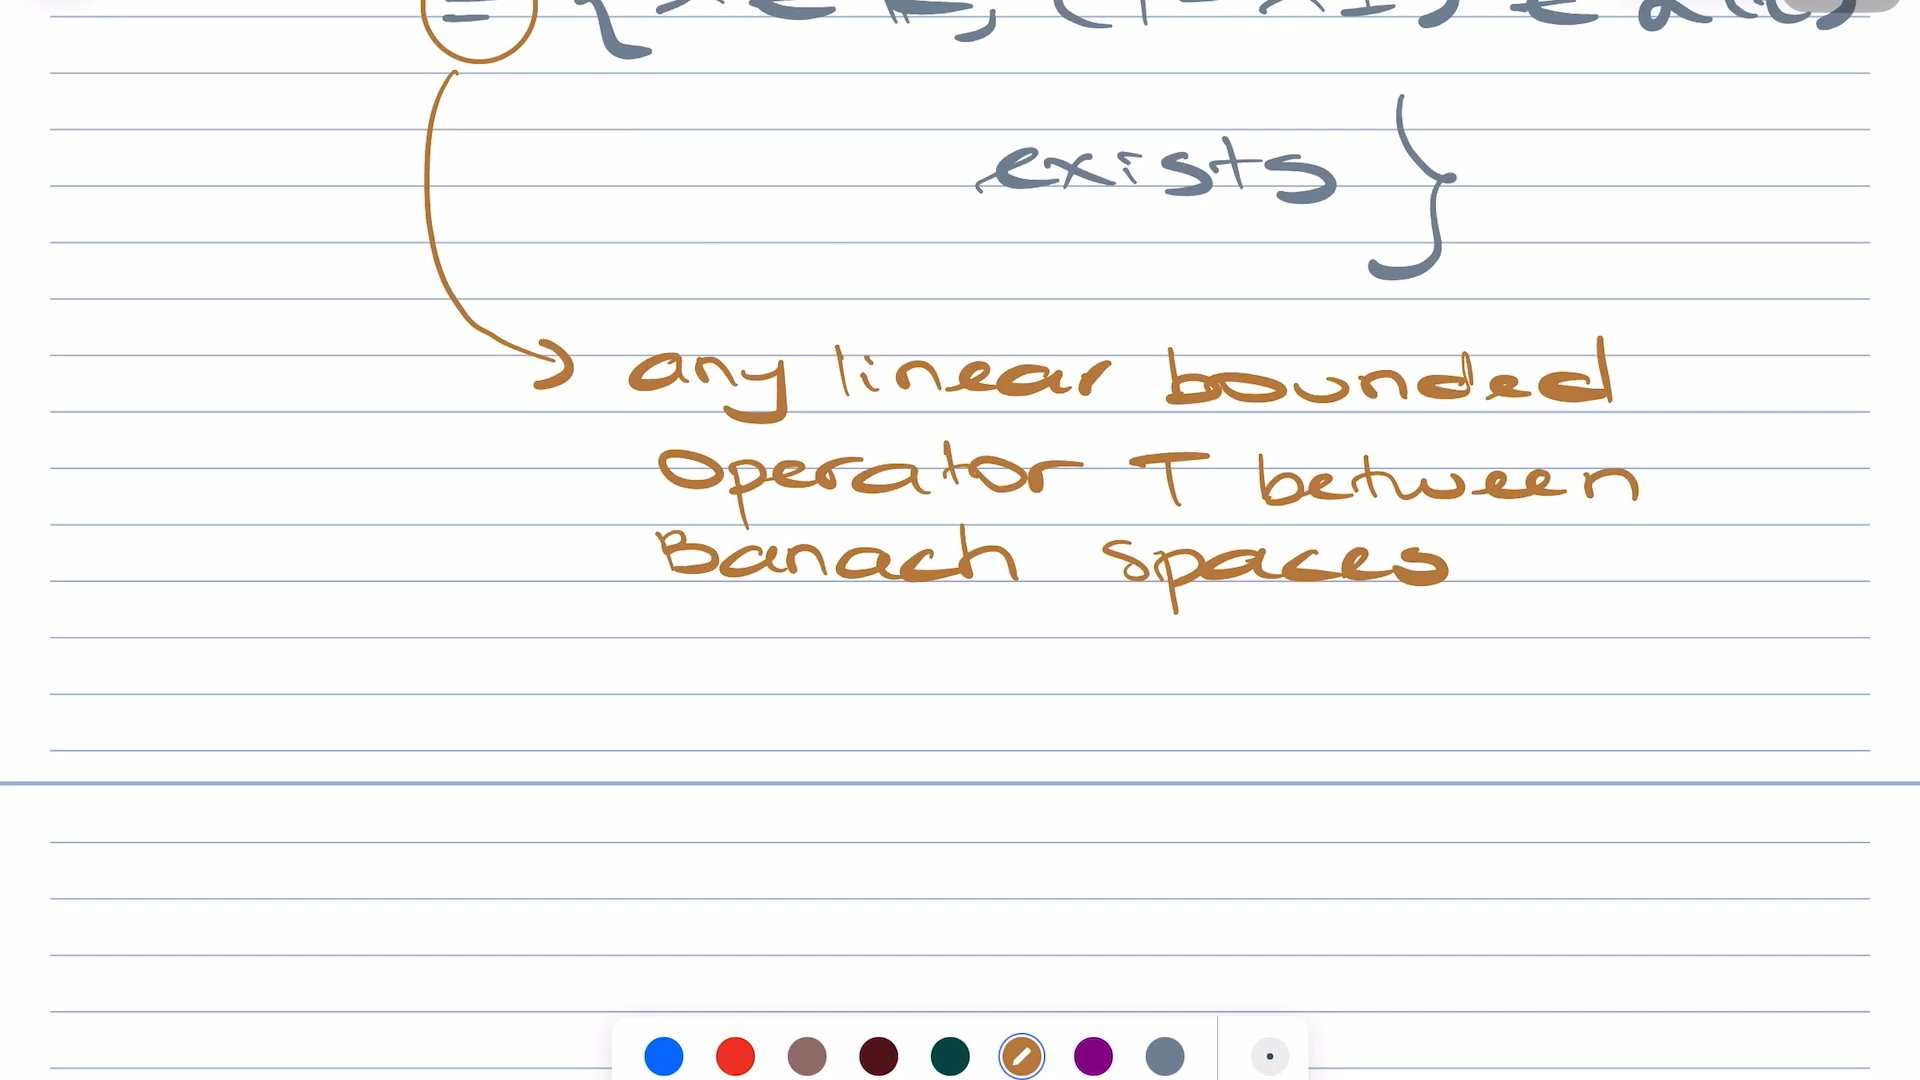 exists }
any linear bounded
operator T between
Banach spaces